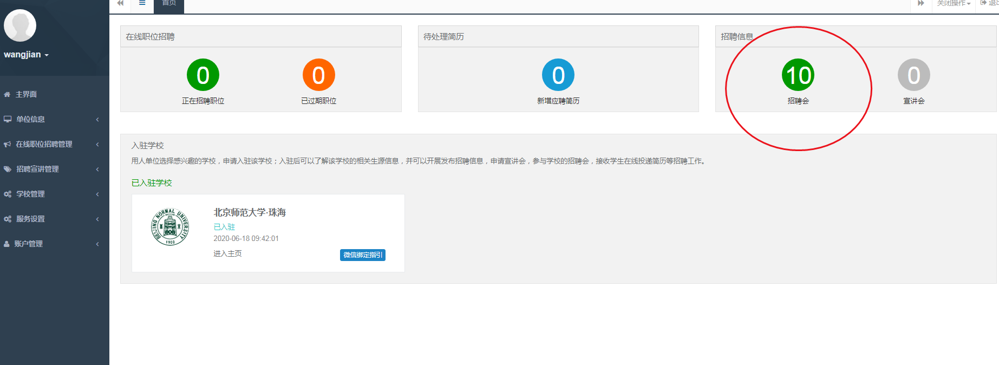 首页
关闭操作
退出
wangjian
主界面
单位信息
在线职位招聘管理
招聘宣讲管理
学校管理
服务设置
账户管理
在线职位招聘
0
正在招聘职位
0
已过期职位
待处理简历
0
新增应聘简历
招聘信息
10
招聘会
0
宣讲会
入驻学校
用人单位选择感兴趣的学校，申请入驻该学校；入驻后可以了解该学校的相关生源信息，并可以开展发布招聘信息，申请宣讲会，参与学校的招聘会，接收学生在线投递简历等招聘工作。
已入驻学校
BEIJING NORMAL UNIVERSITY
1902
北京师范大学·珠海
已入驻
2020-06-18 09:42:01
进入主页
微信绑定指引